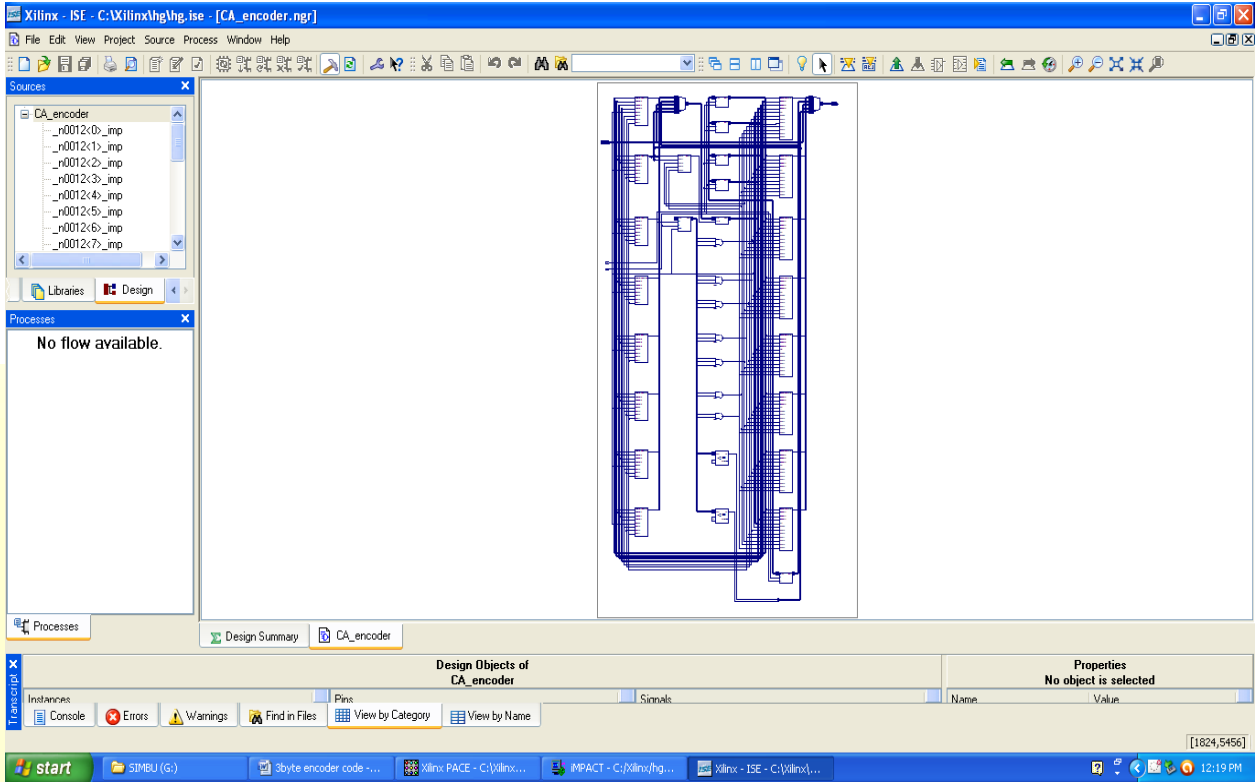 Xilinx - ISE - C:\Xilinx\hg\hg.ise - [CA_encoder.ngr]
File Edit View Project Source Process Window Help
Sources
CA_encoder
_n0012<0>_imp
_n0012<1>_imp
_n0012<2>_imp
_n0012<3>_imp
_n0012<4>_imp
_n0012<5>_imp
_n0012<6>_imp
_n0012<7>_imp
Libraries Design
Processes
No flow available.
Processes
Design Summary CA_encoder
Design Objects of
CA_encoder
Properties
No object is selected
Instances Pins Signals Name Value
Transcript
Console Errors Warnings Find in Files View by Category View by Name
[1824,5456]
start SIMBU (G:) 3byte encoder code -... Xilinx PACE - C:\Xilinx... iMPACT - C:/Xilinx/hg... Xilinx - ISE - C:\Xilinx\... 12:19 PM